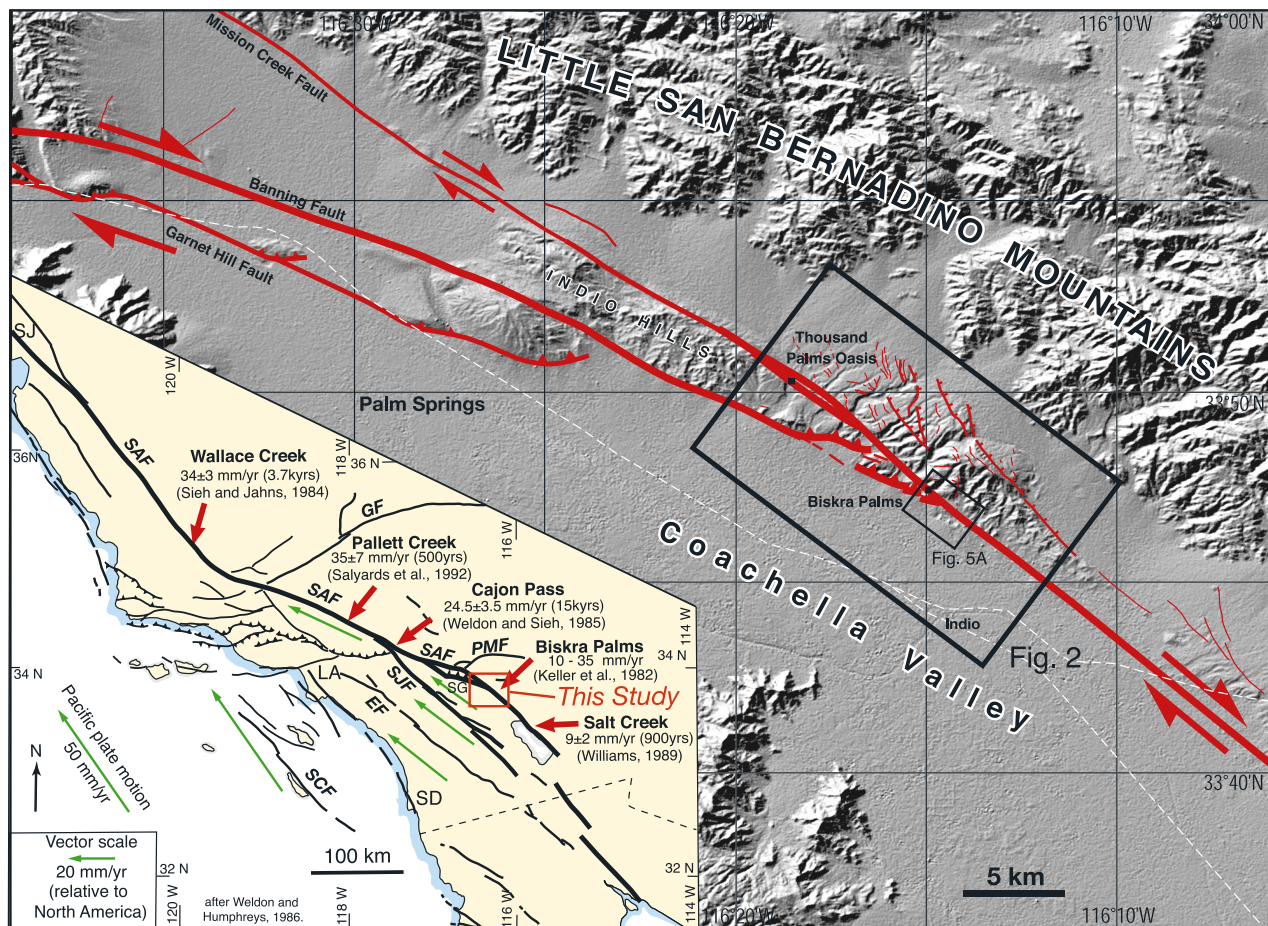 116°30'W
116°20'W
116°10'W
34°00'N
Mission Creek Fault
LITTLE SAN BERNADINO MOUNTAINS
Banning Fault
Garnet Hill Fault
INDIO HILLS
Thousand
Palms Oasis
33°50'N
Palm Springs
Biskra Palms
Fig. 5A
Coachella Valley
Indio
Fig. 2
33°40'N
5 km
116°20'W
116°10'W
SJ
120 W
36N
118 W
36 N
SAF
Wallace Creek
34±3 mm/yr (3.7kyrs)
(Sieh and Jahns, 1984)
GF
116 W
Pallett Creek
35±7 mm/yr (500yrs)
(Salyards et al., 1992)
SAF
Cajon Pass
24.5±3.5 mm/yr (15kyrs)
(Weldon and Sieh, 1985)
114 W
34 N
SAF
PMF
Biskra Palms
10 - 35 mm/yr
(Keller et al., 1982)
SG
This Study
34 N
LA
SJF
EF
Salt Creek
9±2 mm/yr (900yrs)
(Williams, 1989)
Pacific plate motion
50 mm/yr
N
SCF
SD
Vector scale
20 mm/yr
(relative to
North America)
32 N
120 W
after Weldon and
Humphreys, 1986.
100 km
118 W
116 W
32 N
114 W